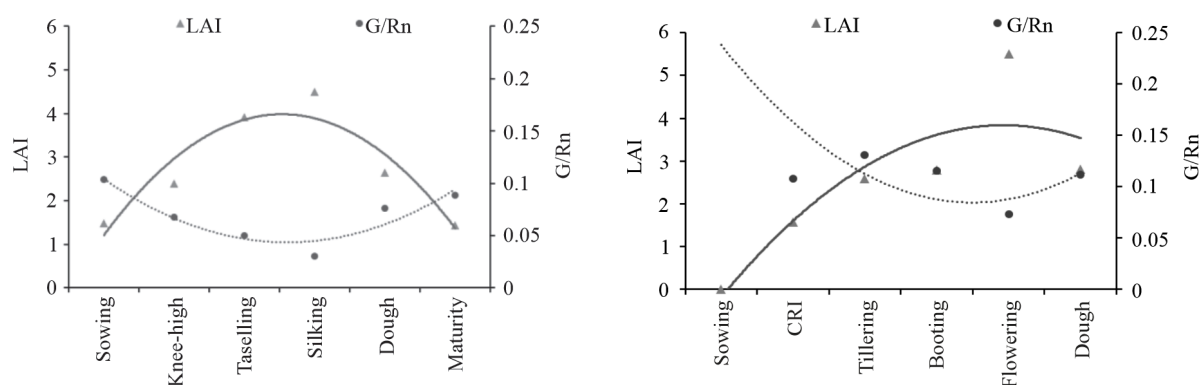 LAI G/Rn
6
5
4
3
2
1
0
LAI
0.25
0.2
0.15
0.1
0.05
0
G/Rn
Sowing
Knee-high
Taselling
Silking
Dough
Maturity
LAI G/Rn
6
5
4
3
2
1
0
LAI
0.25
0.2
0.15
0.1
0.05
0
G/Rn
Sowing
CRI
Tillering
Booting
Flowering
Dough